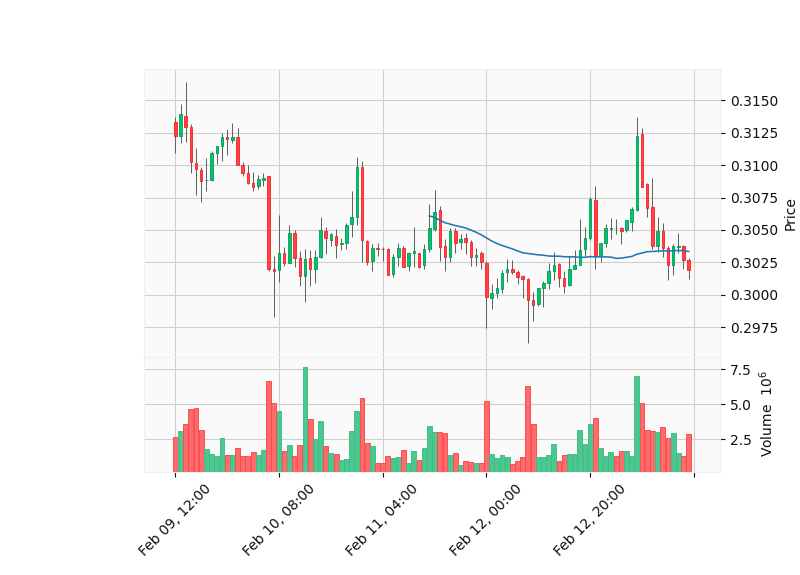 0.3150
0.3125
0.3100
0.3075
0.3050
0.3025
0.3000
0.2975
Price
7.5
5.0
2.5
Volume 10^6
Feb 09, 12:00
Feb 10, 08:00
Feb 11, 04:00
Feb 12, 00:00
Feb 12, 20:00